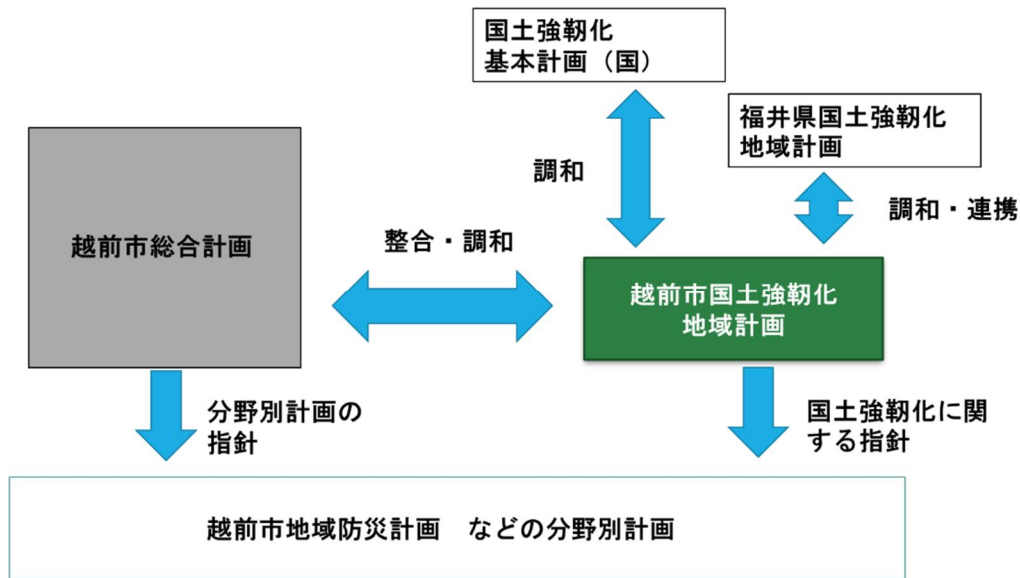 国土強靭化
基本計画（国）
福井県国土強靭化
地域計画
調和
調和・連携
越前市総合計画
整合・調和
越前市国土強靭化
地域計画
分野別計画の
指針
国土強靭化に関
する指針
越前市地域防災計画　などの分野別計画